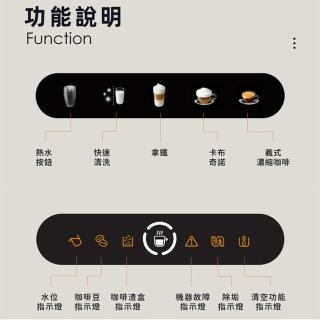 功能說明
Function
熱水
按鈕
快速
清洗
拿鐵
卡布
奇諾
義式
濃縮咖啡
水位
指示燈
咖啡豆
指示燈
咖啡渣盒
指示燈
機器故障
指示燈
除垢
指示燈
清空功能
指示燈